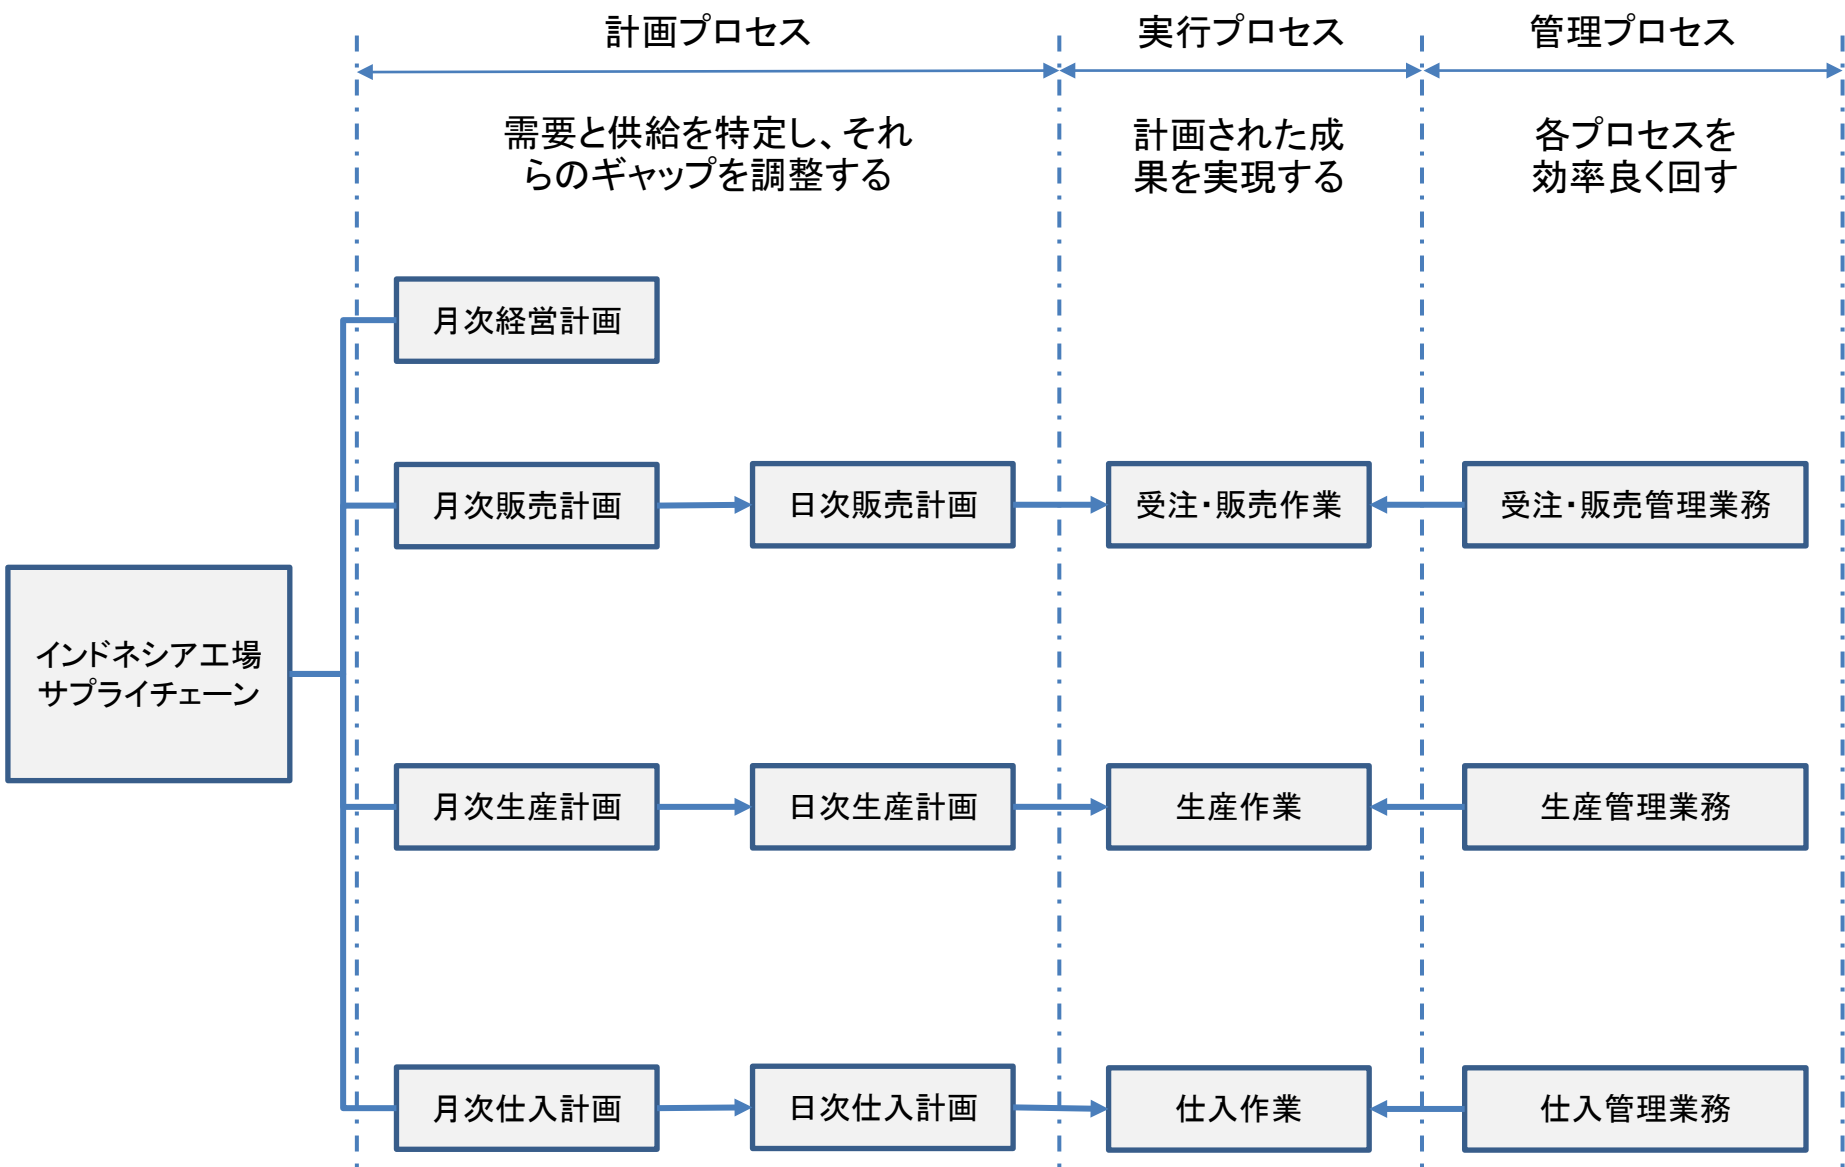 計画プロセス
実行プロセス
管理プロセス
需要と供給を特定し、それ
らのギャップを調整する
計画された成
果を実現する
各プロセスを
効率良く回す
月次経営計画
月次販売計画
日次販売計画
受注・販売作業
受注・販売管理業務
インドネシア工場
サプライチェーン
月次生産計画
日次生産計画
生産作業
生産管理業務
月次仕入計画
日次仕入計画
仕入作業
仕入管理業務